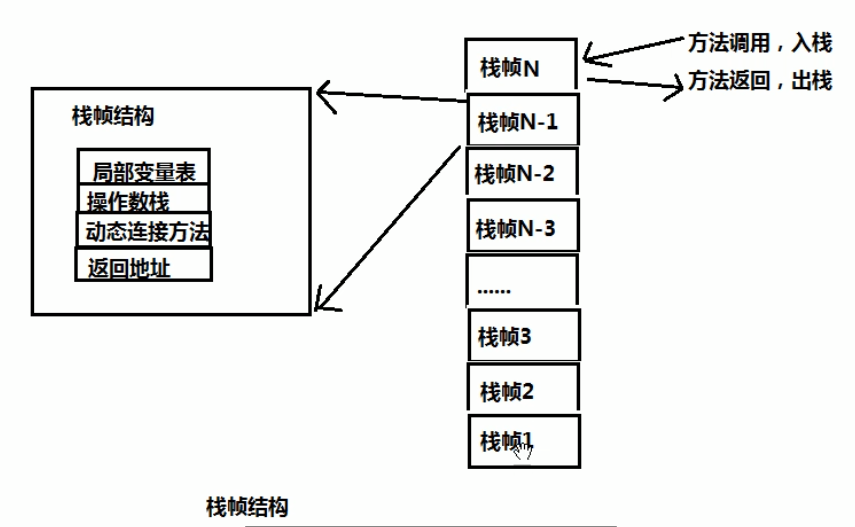 栈帧N
方法调用，入栈
方法返回，出栈
栈帧结构
局部变量表
操作数栈
动态连接方法
返回地址
栈帧N-1
栈帧N-2
栈帧N-3
......
栈帧3
栈帧2
栈帧1
栈帧结构